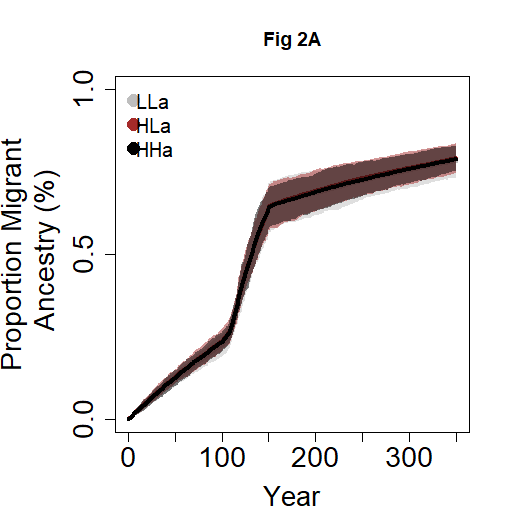 Fig 2A
Proportion Migrant
Ancestry (%)
1.0
0.5
0.0
LLa
HLa
HHa
0
100
200
300
Year